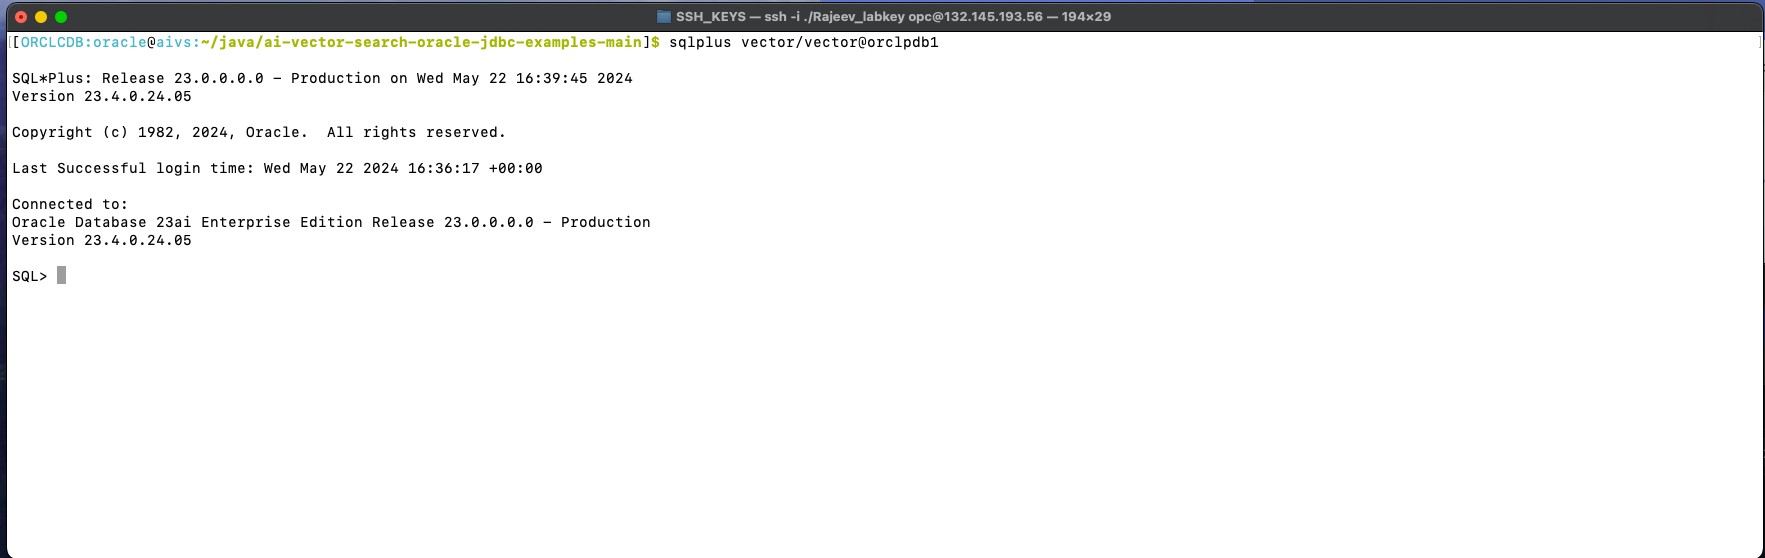 SSH_KEYS — ssh -i ./Rajeev_labkey opc@132.145.193.56 — 194×29
[[ORCLCDB:oracle@aivs:~/java/ai-vector-search-oracle-jdbc-examples-main]$ sqlplus vector/vector@orclpdb1 ]
SQL*Plus: Release 23.0.0.0.0 - Production on Wed May 22 16:39:45 2024
Version 23.4.0.24.05
Copyright (c) 1982, 2024, Oracle.  All rights reserved.
Last Successful login time: Wed May 22 2024 16:36:17 +00:00
Connected to:
Oracle Database 23ai Enterprise Edition Release 23.0.0.0.0 - Production
Version 23.4.0.24.05
SQL>